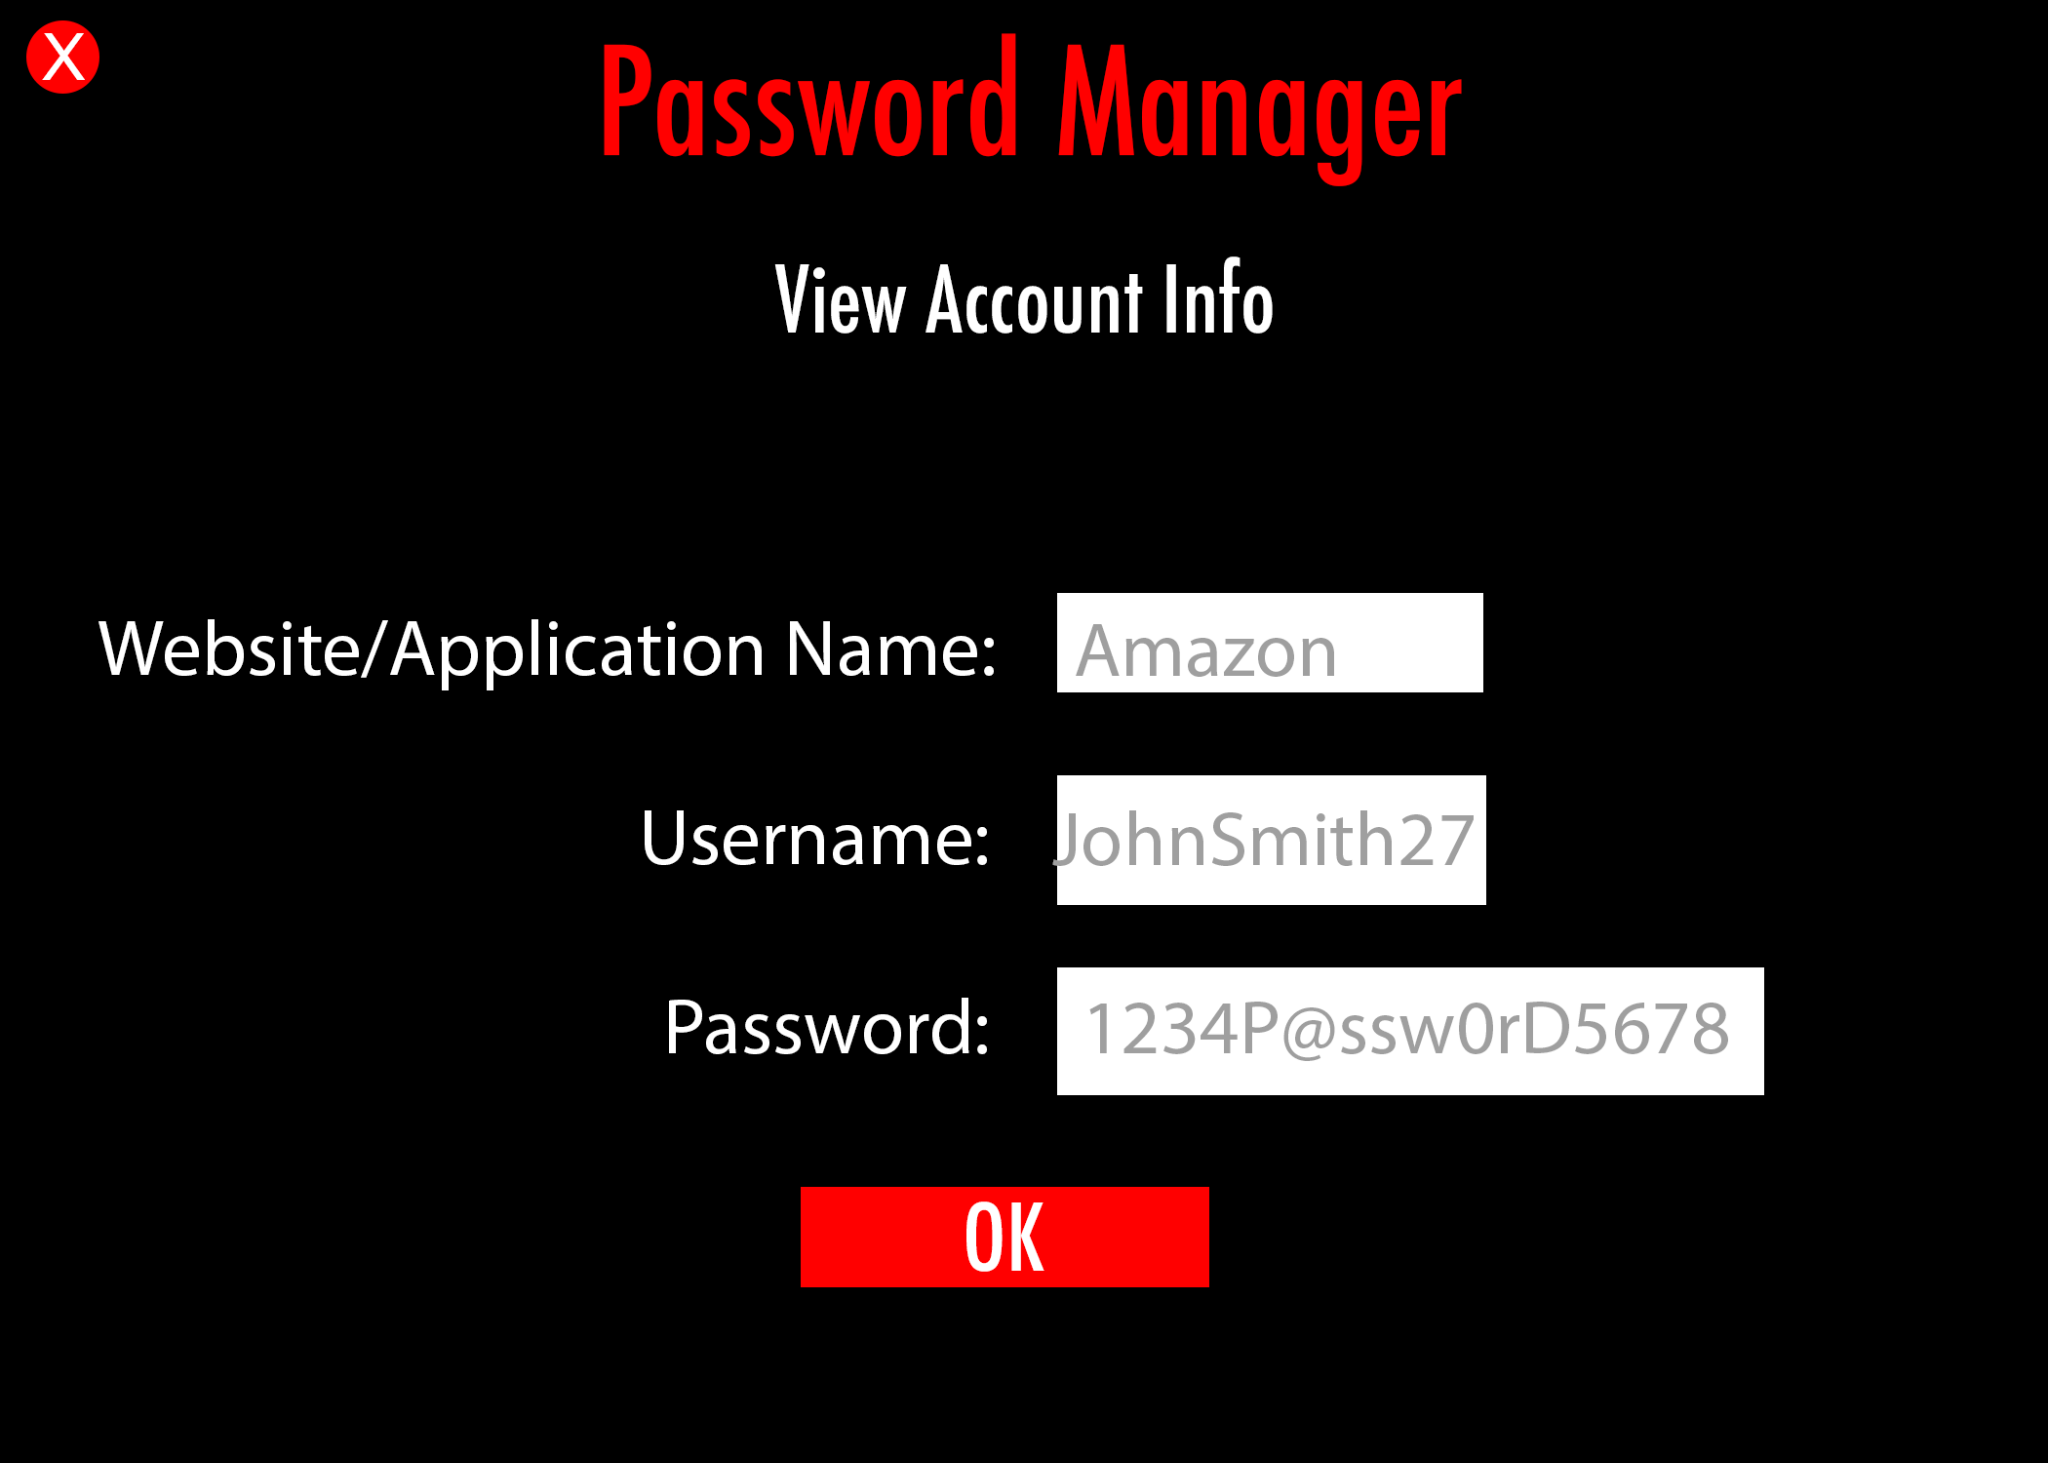 X
Password Manager
View Account Info
Website/Application Name: Amazon
Username: JohnSmith27
Password: 1234P@ssw0rD5678
OK